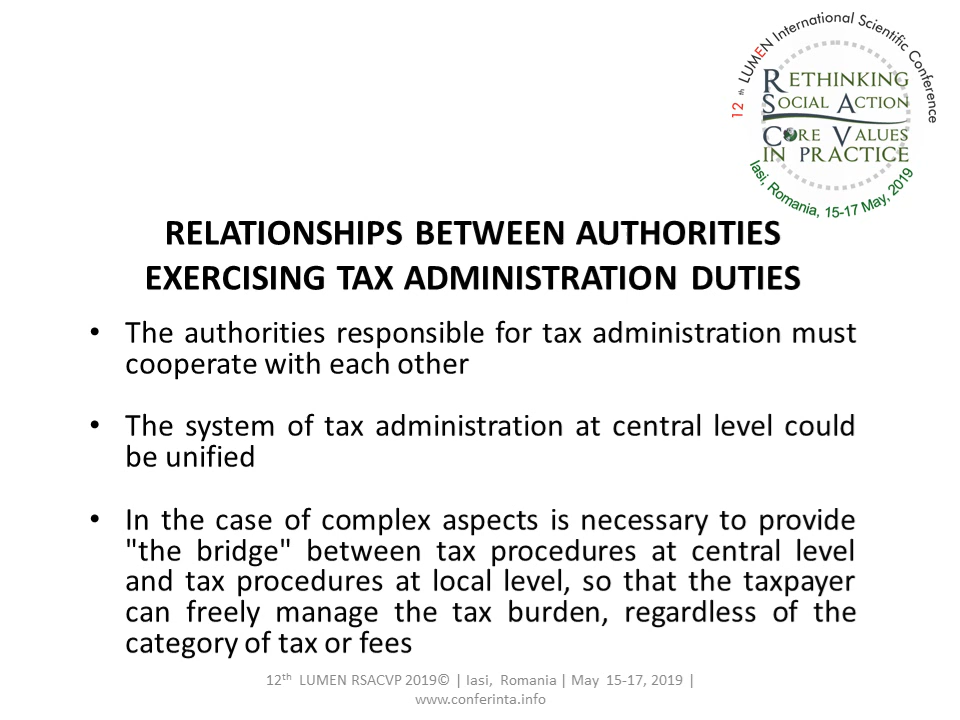 12 th LUMEN International Scientific Conference
RETHINKING
SOCIAL ACTION
CORE VALUES
IN PRACTICE
Iasi, Romania, 15-17 May, 2019
RELATIONSHIPS BETWEEN AUTHORITIES
EXERCISING TAX ADMINISTRATION DUTIES
• The authorities responsible for tax administration must
cooperate with each other
• The system of tax administration at central level could
be unified
• In the case of complex aspects is necessary to provide
"the bridge" between tax procedures at central level
and tax procedures at local level, so that the taxpayer
can freely manage the tax burden, regardless of the
category of tax or fees
12th LUMEN RSACVP 2019© | Iasi, Romania | May 15-17, 2019 |
www.conferinta.info